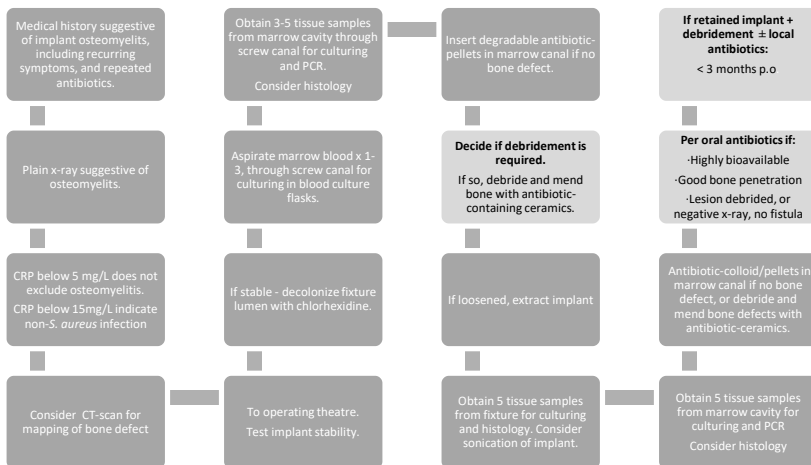 Medical history suggestive
of implant osteomyelits,
including recurring
symptoms, and repeated
antibiotics.
Plain x-ray suggestive of
osteomyelits.
CRP below 5 mg/L does not
exclude osteomyelitis.
CRP below 15mg/L indicate
non-S. aureus infection
Consider CT-scan for
mapping of bone defect
To operating theatre.
Test implant stability.
If stable - decolonize fixture
lumen with chlorhexidine.
Aspirate marrow blood x 1-
3, through screw canal for
culturing in blood culture
flasks.
Obtain 3-5 tissue samples
from marrow cavity through
screw canal for culturing
and PCR.
Consider histology
Insert degradable antibiotic-
pellets in marrow canal if no
bone defect.
Decide if debridement is
required.
If so, debride and mend
bone with antibiotic-
containing ceramics.
If loosened, extract implant
Obtain 5 tissue samples
from fixture for culturing
and histology. Consider
sonication of implant.
Obtain 5 tissue samples
from marrow cavity for
culturing and PCR
Consider histology
Antibiotic-colloid/pellets in
marrow canal if no bone
defect, or debride and
mend bone defects with
antibiotic-ceramics.
Per oral antibiotics if:
·Highly bioavailable
·Good bone penetration
·Lesion debrided, or
negative x-ray, no fistula
If retained implant +
debridement ± local
antibiotics:
< 3 months p.o